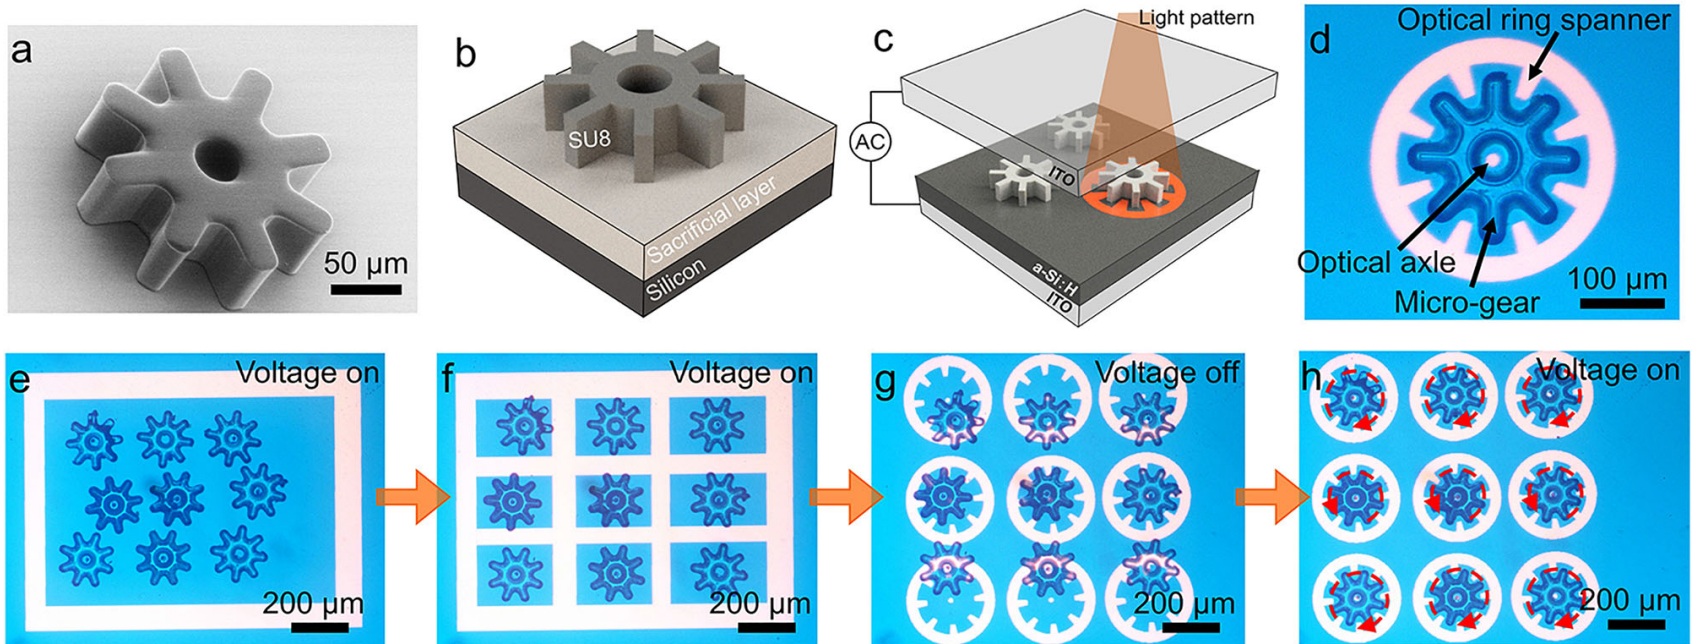 a
50 μm
b
SU8
Sacrificial layer
Silicon
c
Light pattern
AC
ITO
a-Si:H
ITO
d
Optical ring spanner
Optical axle
Micro-gear
100 μm
e
Voltage on
200 μm
f
Voltage on
200 μm
g
Voltage off
200 μm
h
Voltage on
200 μm